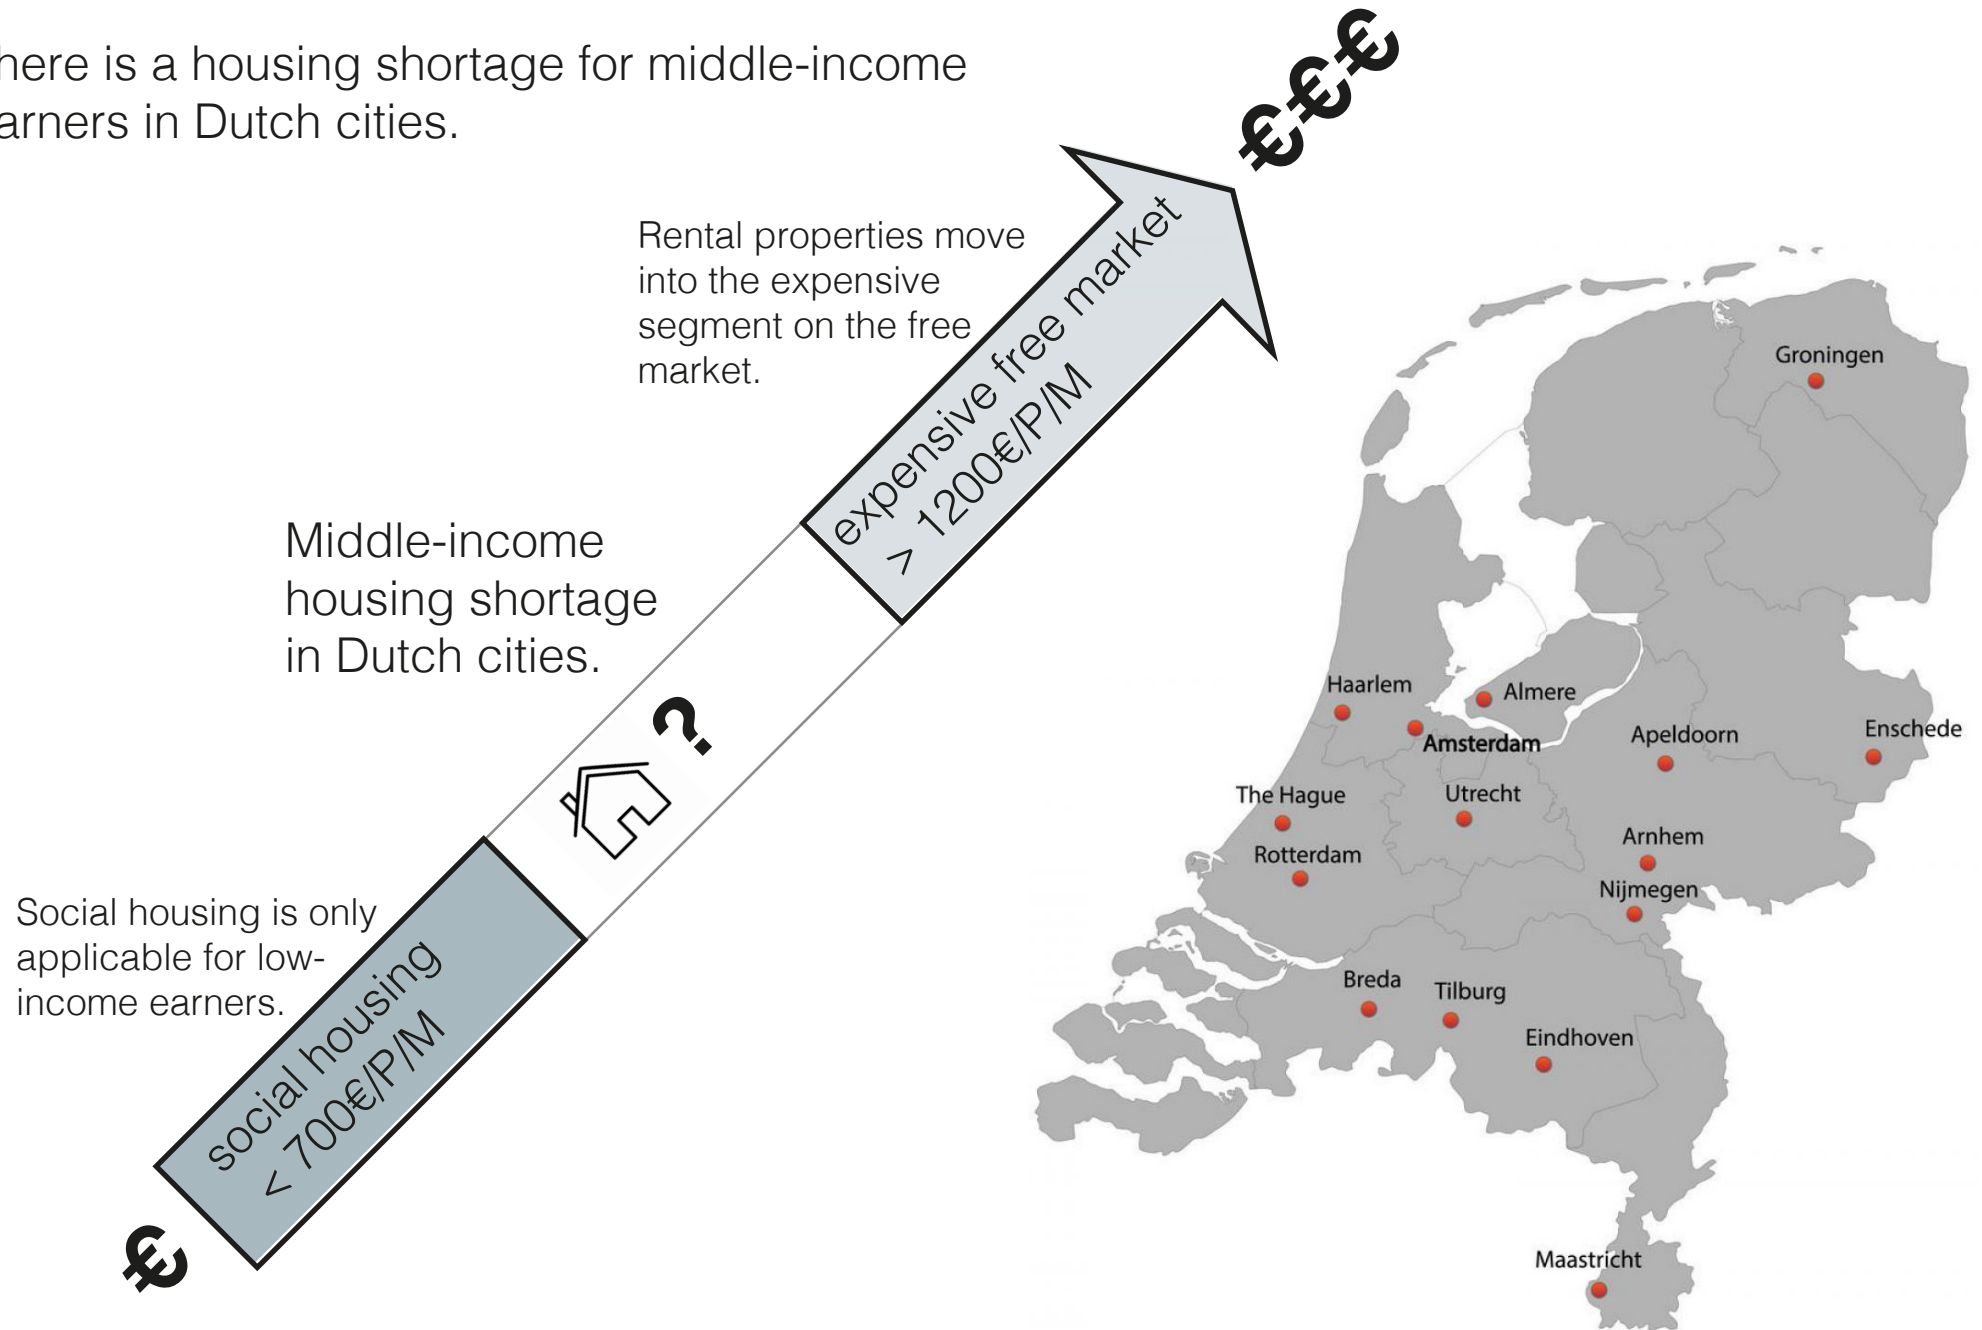 here is a housing shortage for middle-income
arners in Dutch cities.
€€€
Rental properties move
into the expensive
segment on the free
market.
expensive free market
> 1200€/P/M
Middle-income
housing shortage
in Dutch cities.
?
Social housing is only
applicable for low-
income earners.
social housing
< 700€/P/M
€
Groningen
Haarlem
Almere
Amsterdam
Apeldoorn
Enschede
The Hague
Utrecht
Rotterdam
Arnhem
Nijmegen
Breda
Tilburg
Eindhoven
Maastricht